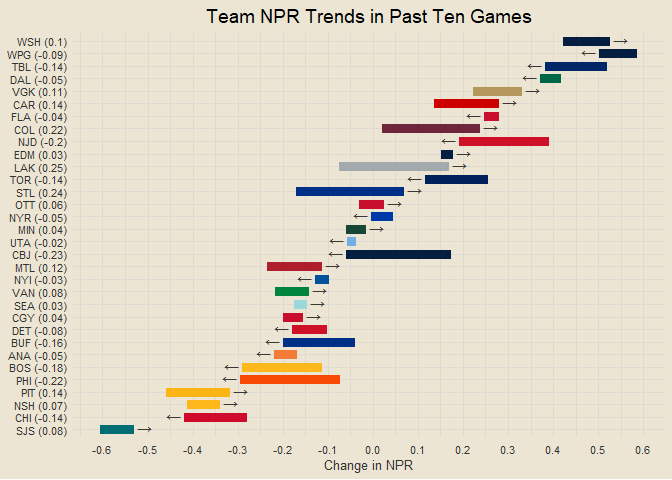 Team NPR Trends in Past Ten Games
WSH (0.1)
WPG (-0.09)
TBL (-0.14)
DAL (-0.05)
VGK (0.11)
CAR (0.14)
FLA (-0.04)
COL (0.22)
NJD (-0.2)
EDM (0.03)
LAK (0.25)
TOR (-0.14)
STL (0.24)
OTT (0.06)
NYR (-0.05)
MIN (0.04)
UTA (-0.02)
CBJ (-0.23)
MTL (0.12)
NYI (-0.03)
VAN (0.08)
SEA (0.03)
CGY (0.04)
DET (-0.08)
BUF (-0.16)
ANA (-0.05)
BOS (-0.18)
PHI (-0.22)
PIT (0.14)
NSH (0.07)
CHI (-0.14)
SJS (0.08)
-0.6 -0.5 -0.4 -0.3 -0.2 -0.1 0.0 0.1 0.2 0.3 0.4 0.5 0.6
Change in NPR